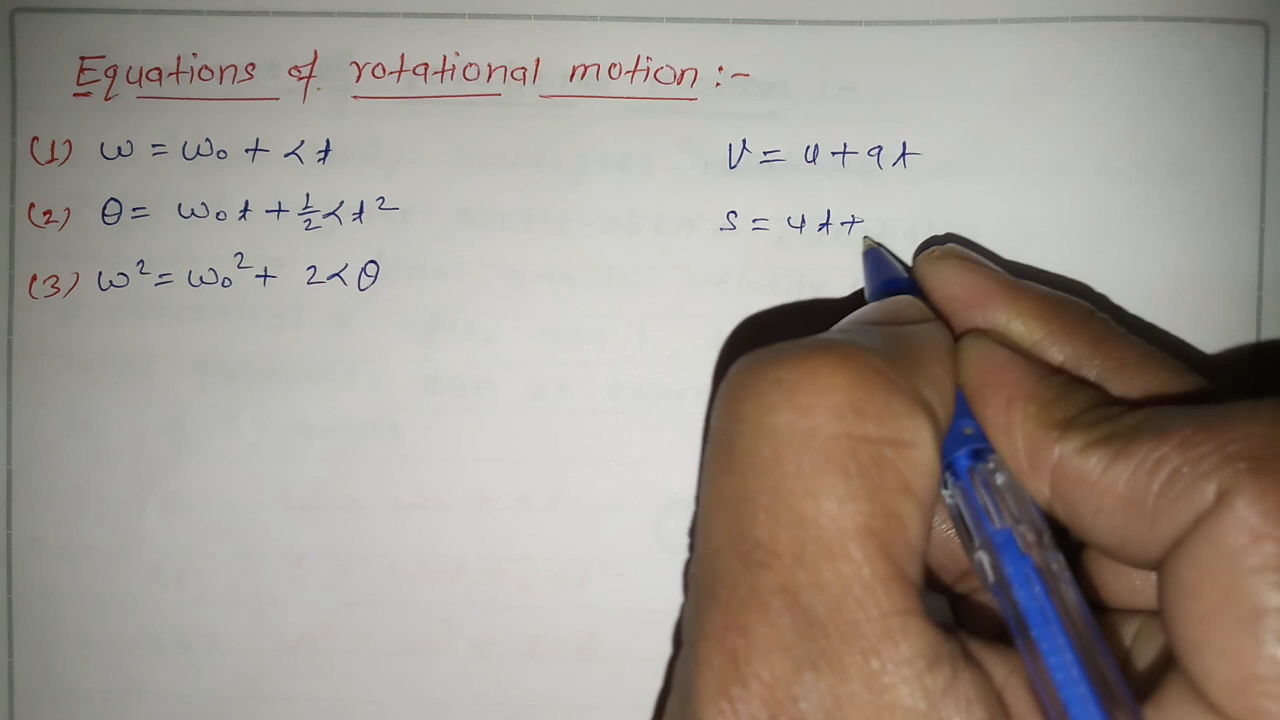 Equations of rotational motion :-
(1) ω = ω₀ + αt
v = u + at
(2) θ = ω₀t + ½αt²
s = ut +
(3) ω² = ω₀² + 2αθ